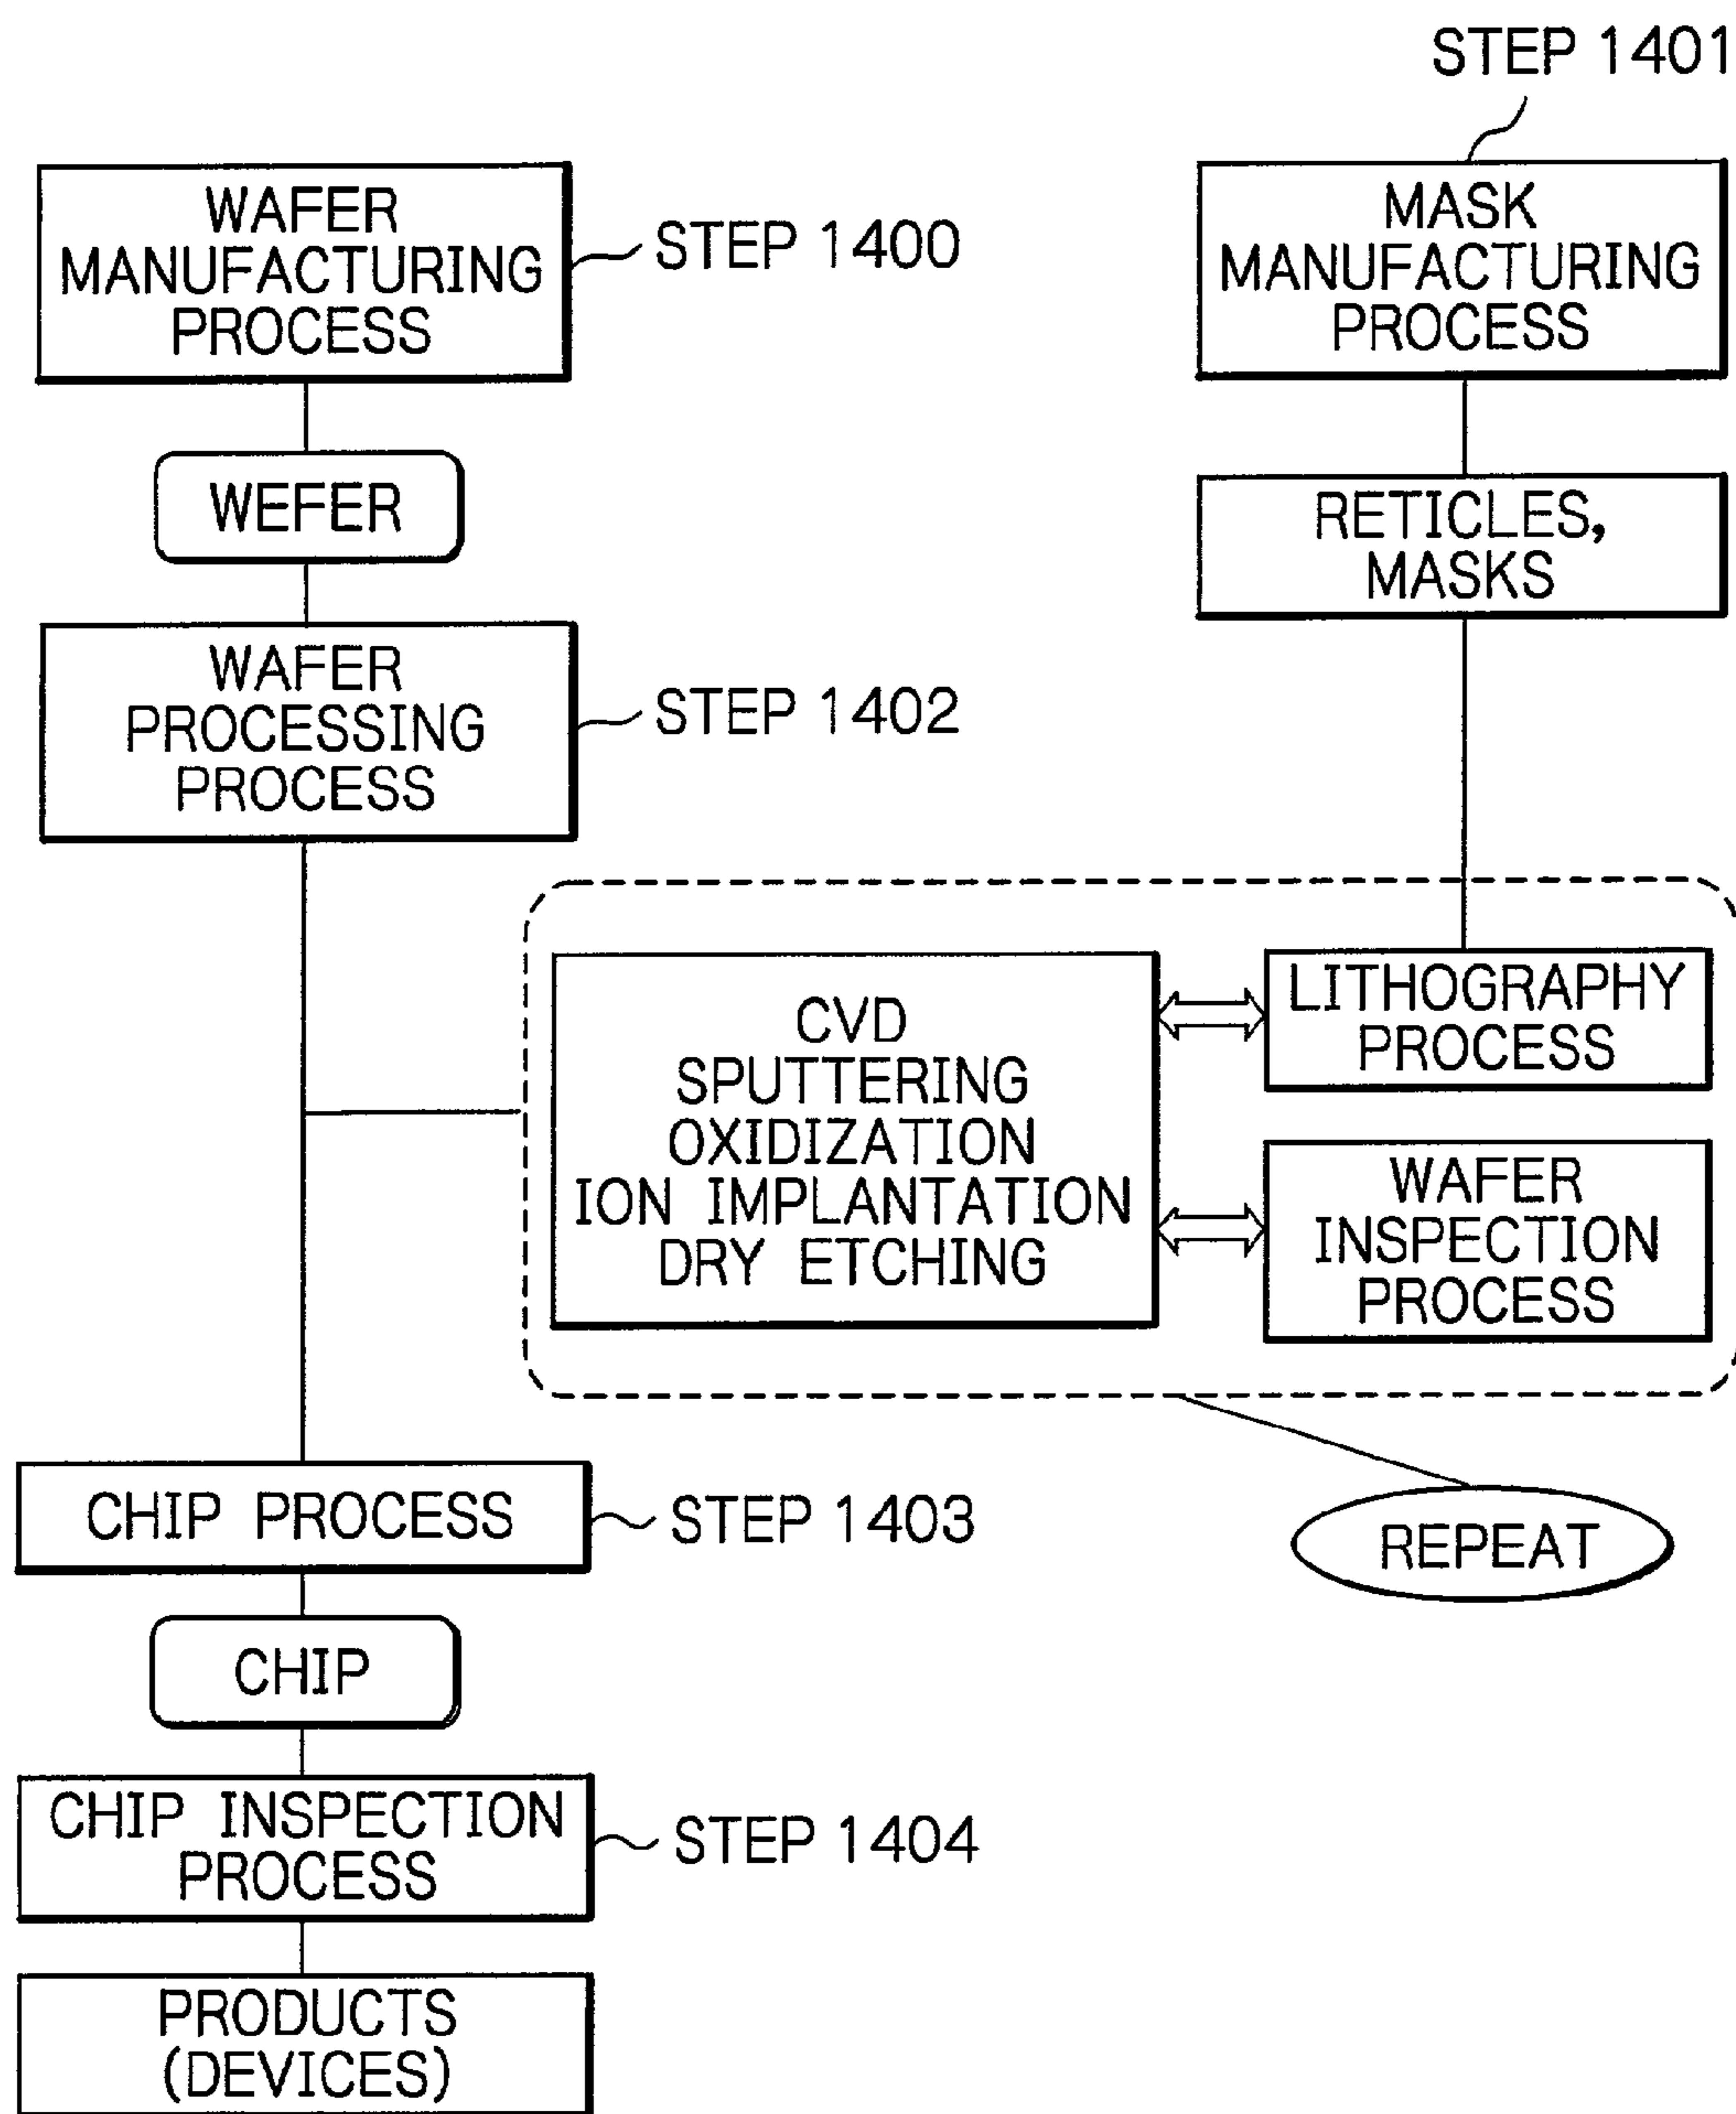 STEP 1401
WAFER
MANUFACTURING
PROCESS
STEP 1400
MASK
MANUFACTURING
PROCESS
WEFER
RETICLES,
MASKS
WAFER
PROCESSING
PROCESS
STEP 1402
CVD
SPUTTERING
OXIDIZATION
ION IMPLANTATION
DRY ETCHING
LITHOGRAPHY
PROCESS
WAFER
INSPECTION
PROCESS
CHIP PROCESS
STEP 1403
REPEAT
CHIP
CHIP INSPECTION
PROCESS
STEP 1404
PRODUCTS
(DEVICES)